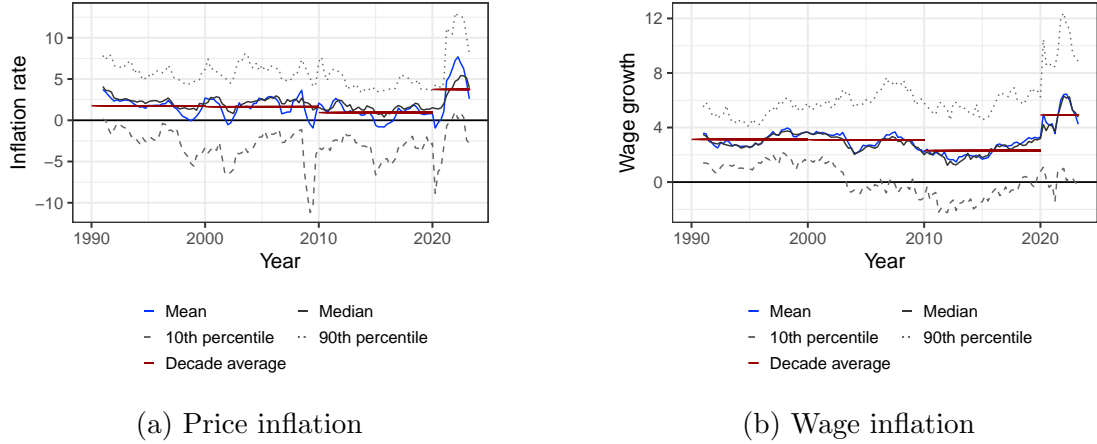 10
5
0
−5
−10
Inflation rate
1990
2000
2010
2020
Year
Mean
Median
10th percentile
90th percentile
Decade average
(a) Price inflation
12
8
4
0
Wage growth
1990
2000
2010
2020
Year
Mean
Median
10th percentile
90th percentile
Decade average
(b) Wage inflation